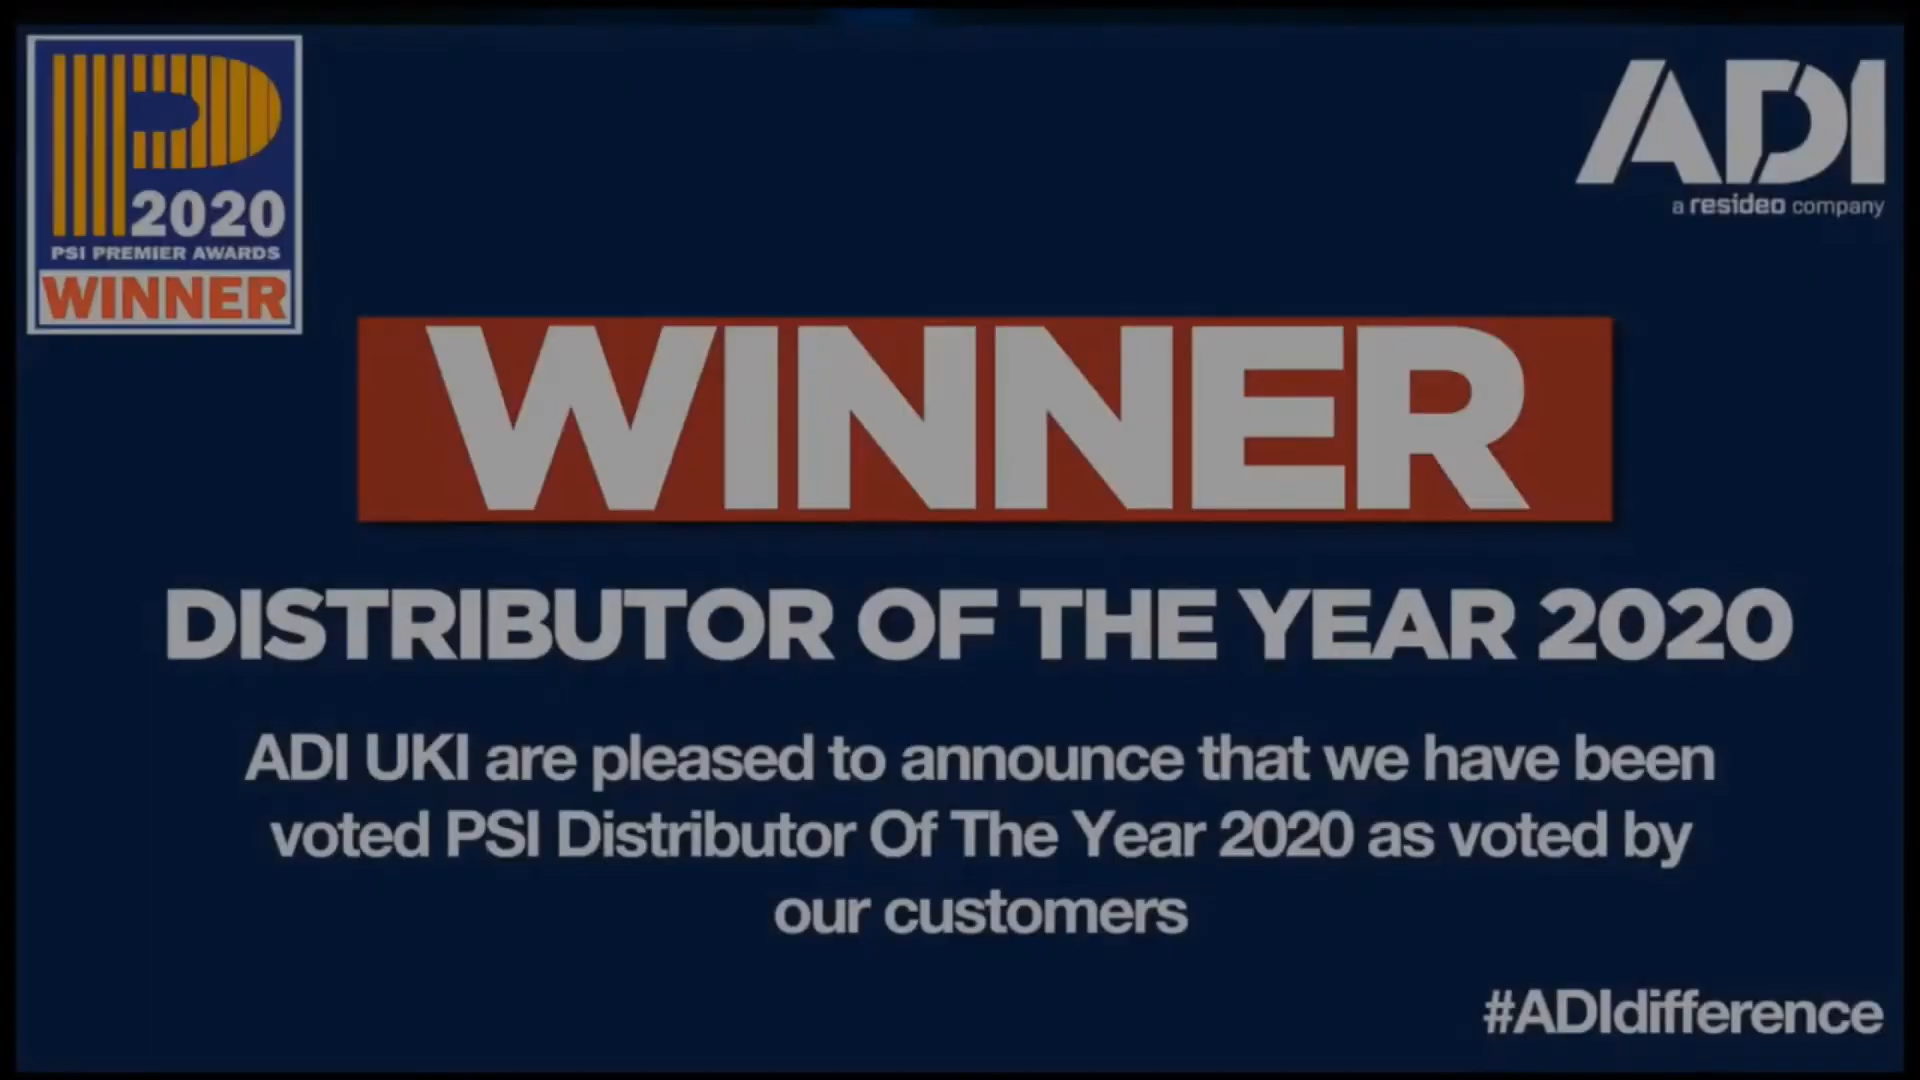 2020
PSI PREMIER AWARDS
WINNER
ADI
a resideo company
WINNER
DISTRIBUTOR OF THE YEAR 2020
ADI UKI are pleased to announce that we have been
voted PSI Distributor Of The Year 2020 as voted by
our customers
#ADIdifference